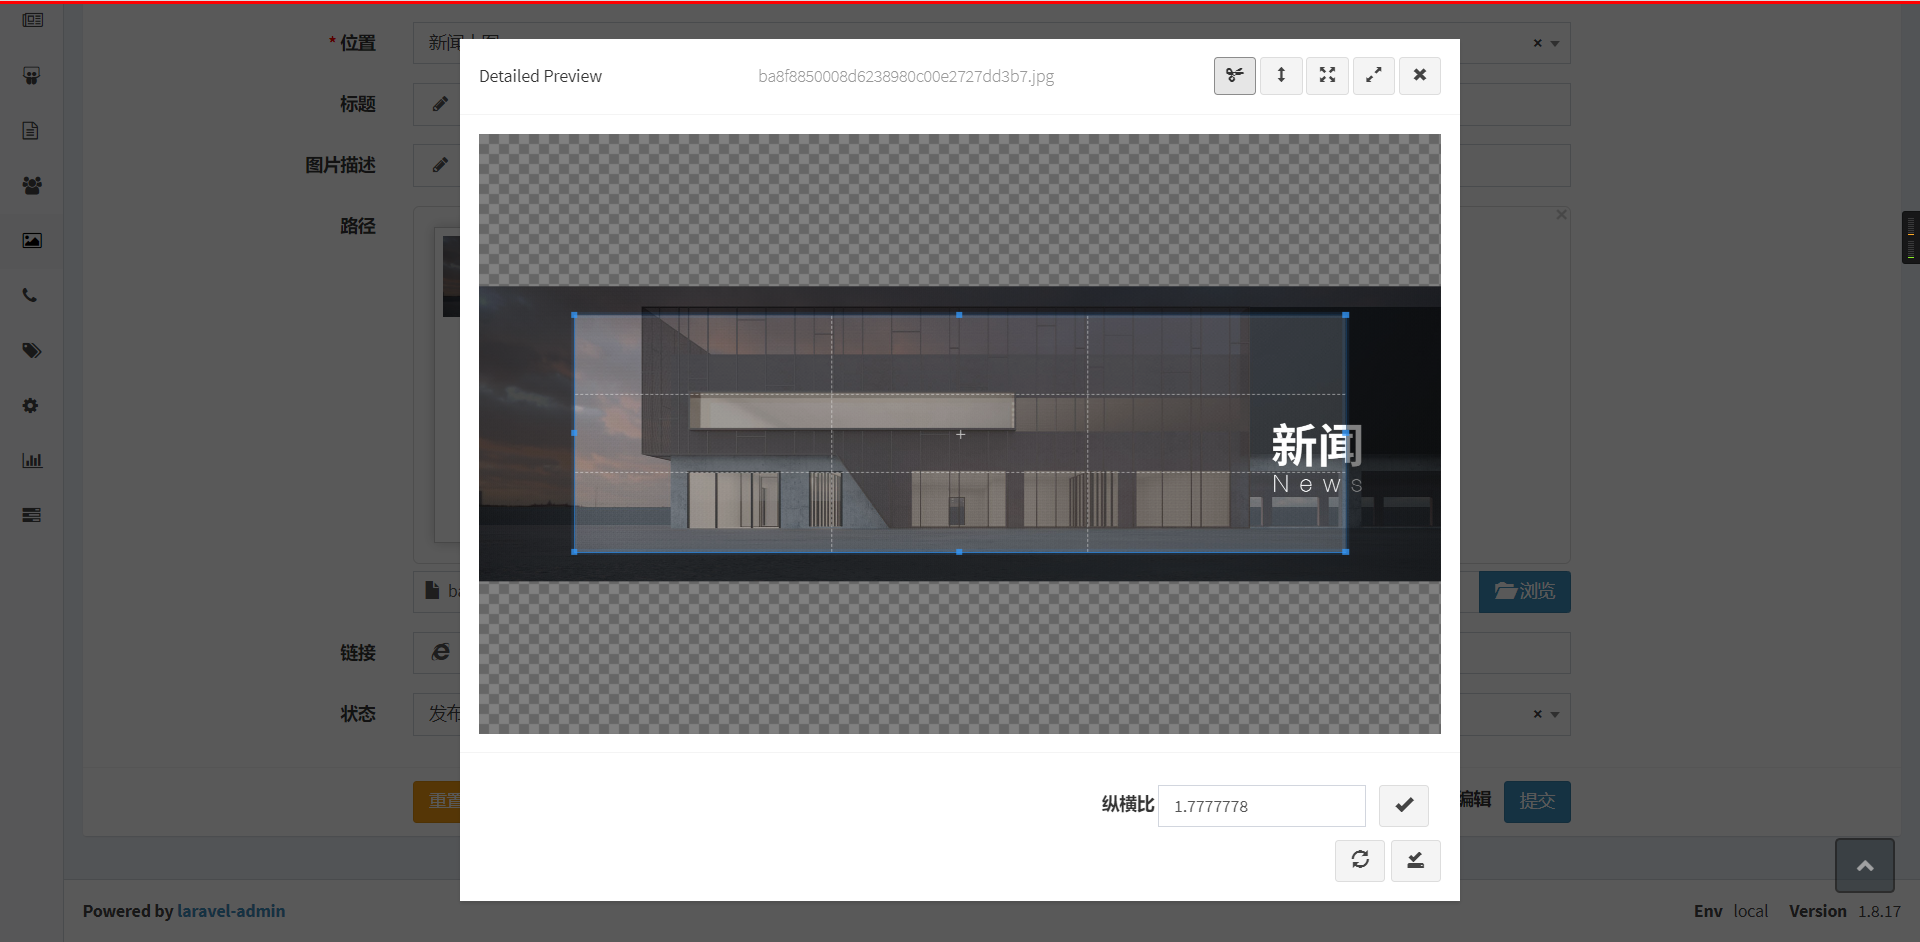 * 位置
新闻
Detailed Preview
ba8f8850008d6238980c00e2727dd3b7.jpg
标题
图片描述
路径
新闻
News
ba
浏览
链接
状态
发布
纵横比
1.7777778
重置
编辑
提交
Powered by laravel-admin
Env local Version 1.8.17